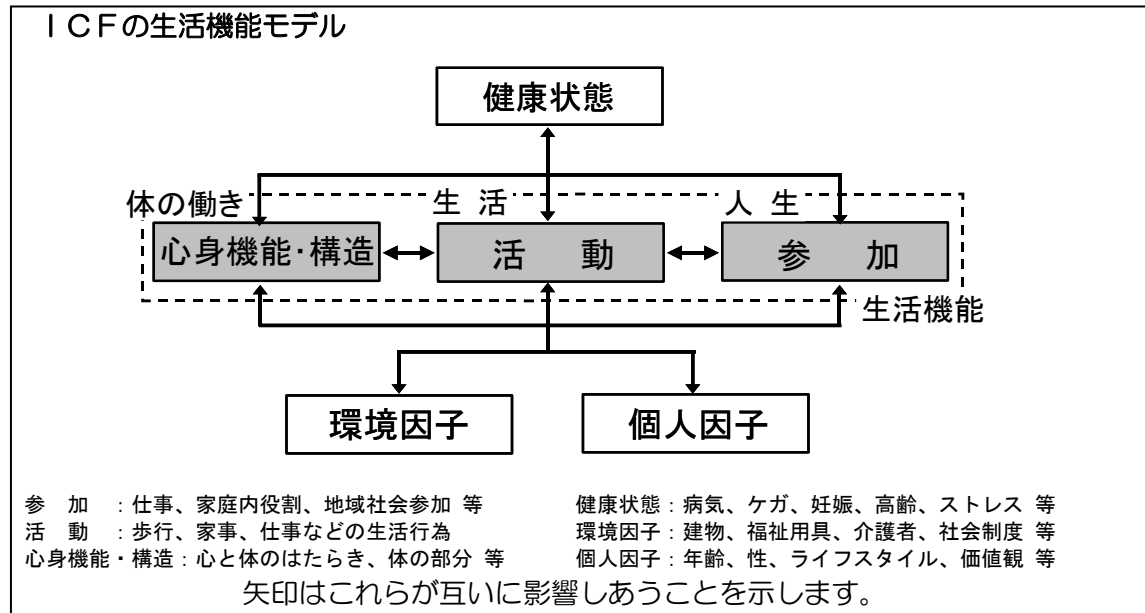 ＩＣＦの生活機能モデル
健康状態
体の働き
生 活
人 生
心身機能・構造
活　動
参　加
生活機能
環境因子
個人因子
参　加　：仕事、家庭内役割、地域社会参加 等
活　動　：歩行、家事、仕事などの生活行為
心身機能・構造：心と体のはたらき、体の部分 等
健康状態：病気、ケガ、妊娠、高齢、ストレス 等
環境因子：建物、福祉用具、介護者、社会制度 等
個人因子：年齢、性、ライフスタイル、価値観 等
矢印はこれらが互いに影響しあうことを示します。